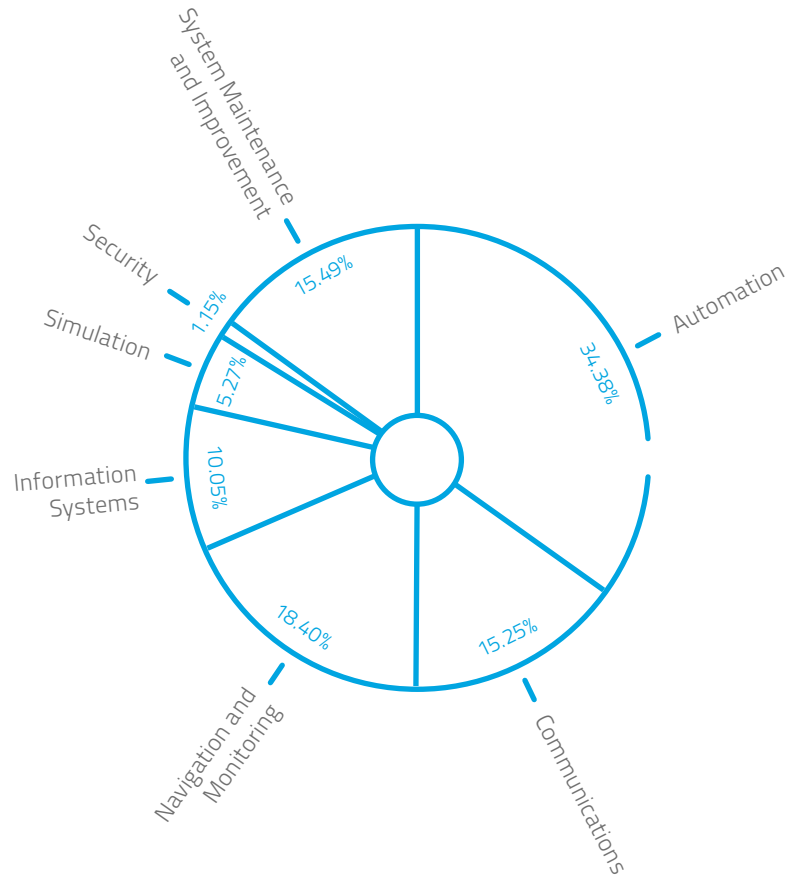 System Maintenance
and Improvement
15.49%
Automation
34.38%
Security
1.15%
Simulation
5.27%
Information
Systems
10.05%
Navigation and
Monitoring
18.40%
Communications
15.25%